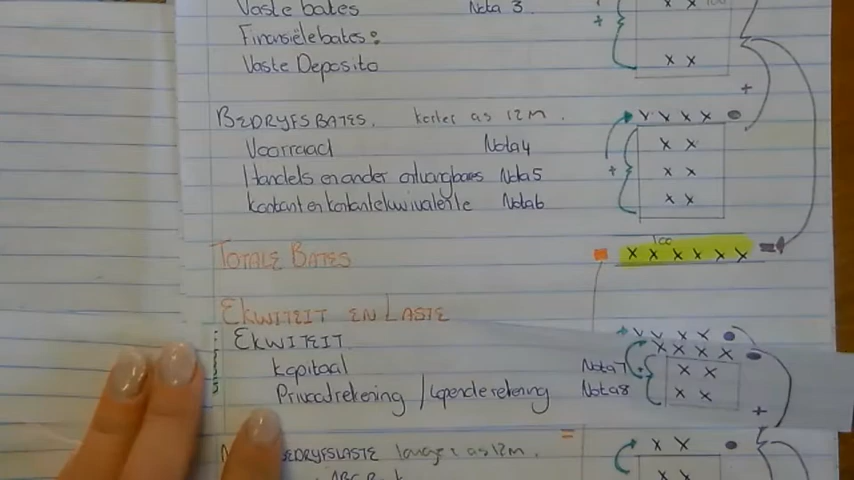 Vaste bates Nota 3
Finansiële bates:
Vaste Deposito x x
+
BEDRYFSBATES. korter as 12m. x x x x
Voorraad Nota 4 x x
Handels en ander ontvangbares Nota 5 x x
Kontant en kontantekwivalente Nota 6 x x
100
TOTALE BATES x x x x x x =
EKWITEIT EN LASTE
EKWITEIT x x x x
x x x x
Kapitaal Nota 7 x x
Privaatrekening / Lopende rekening Nota 8 x x
+
BEDRYFSLASTE langer as 12m. = x x
x x